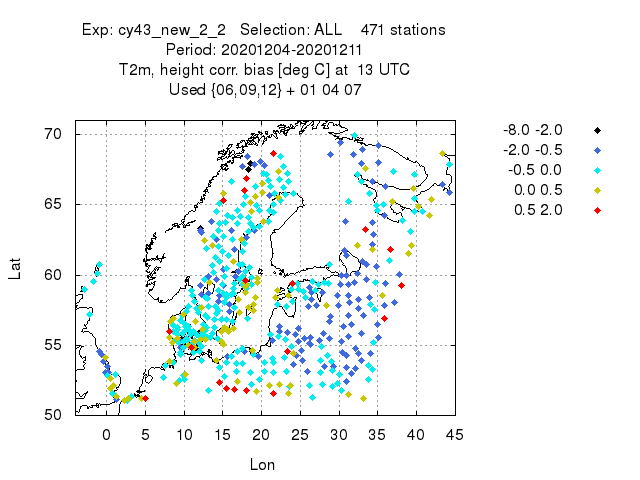 Exp: cy43_new_2_2   Selection: ALL    471 stations
Period: 20201204-20201211
T2m, height corr. bias [deg C] at  13 UTC
Used {06,09,12} + 01 04 07
-8.0 -2.0
-2.0 -0.5
-0.5 0.0
0.0 0.5
0.5 2.0
70
65
60
55
50
Lat
0 5 10 15 20 25 30 35 40 45
Lon